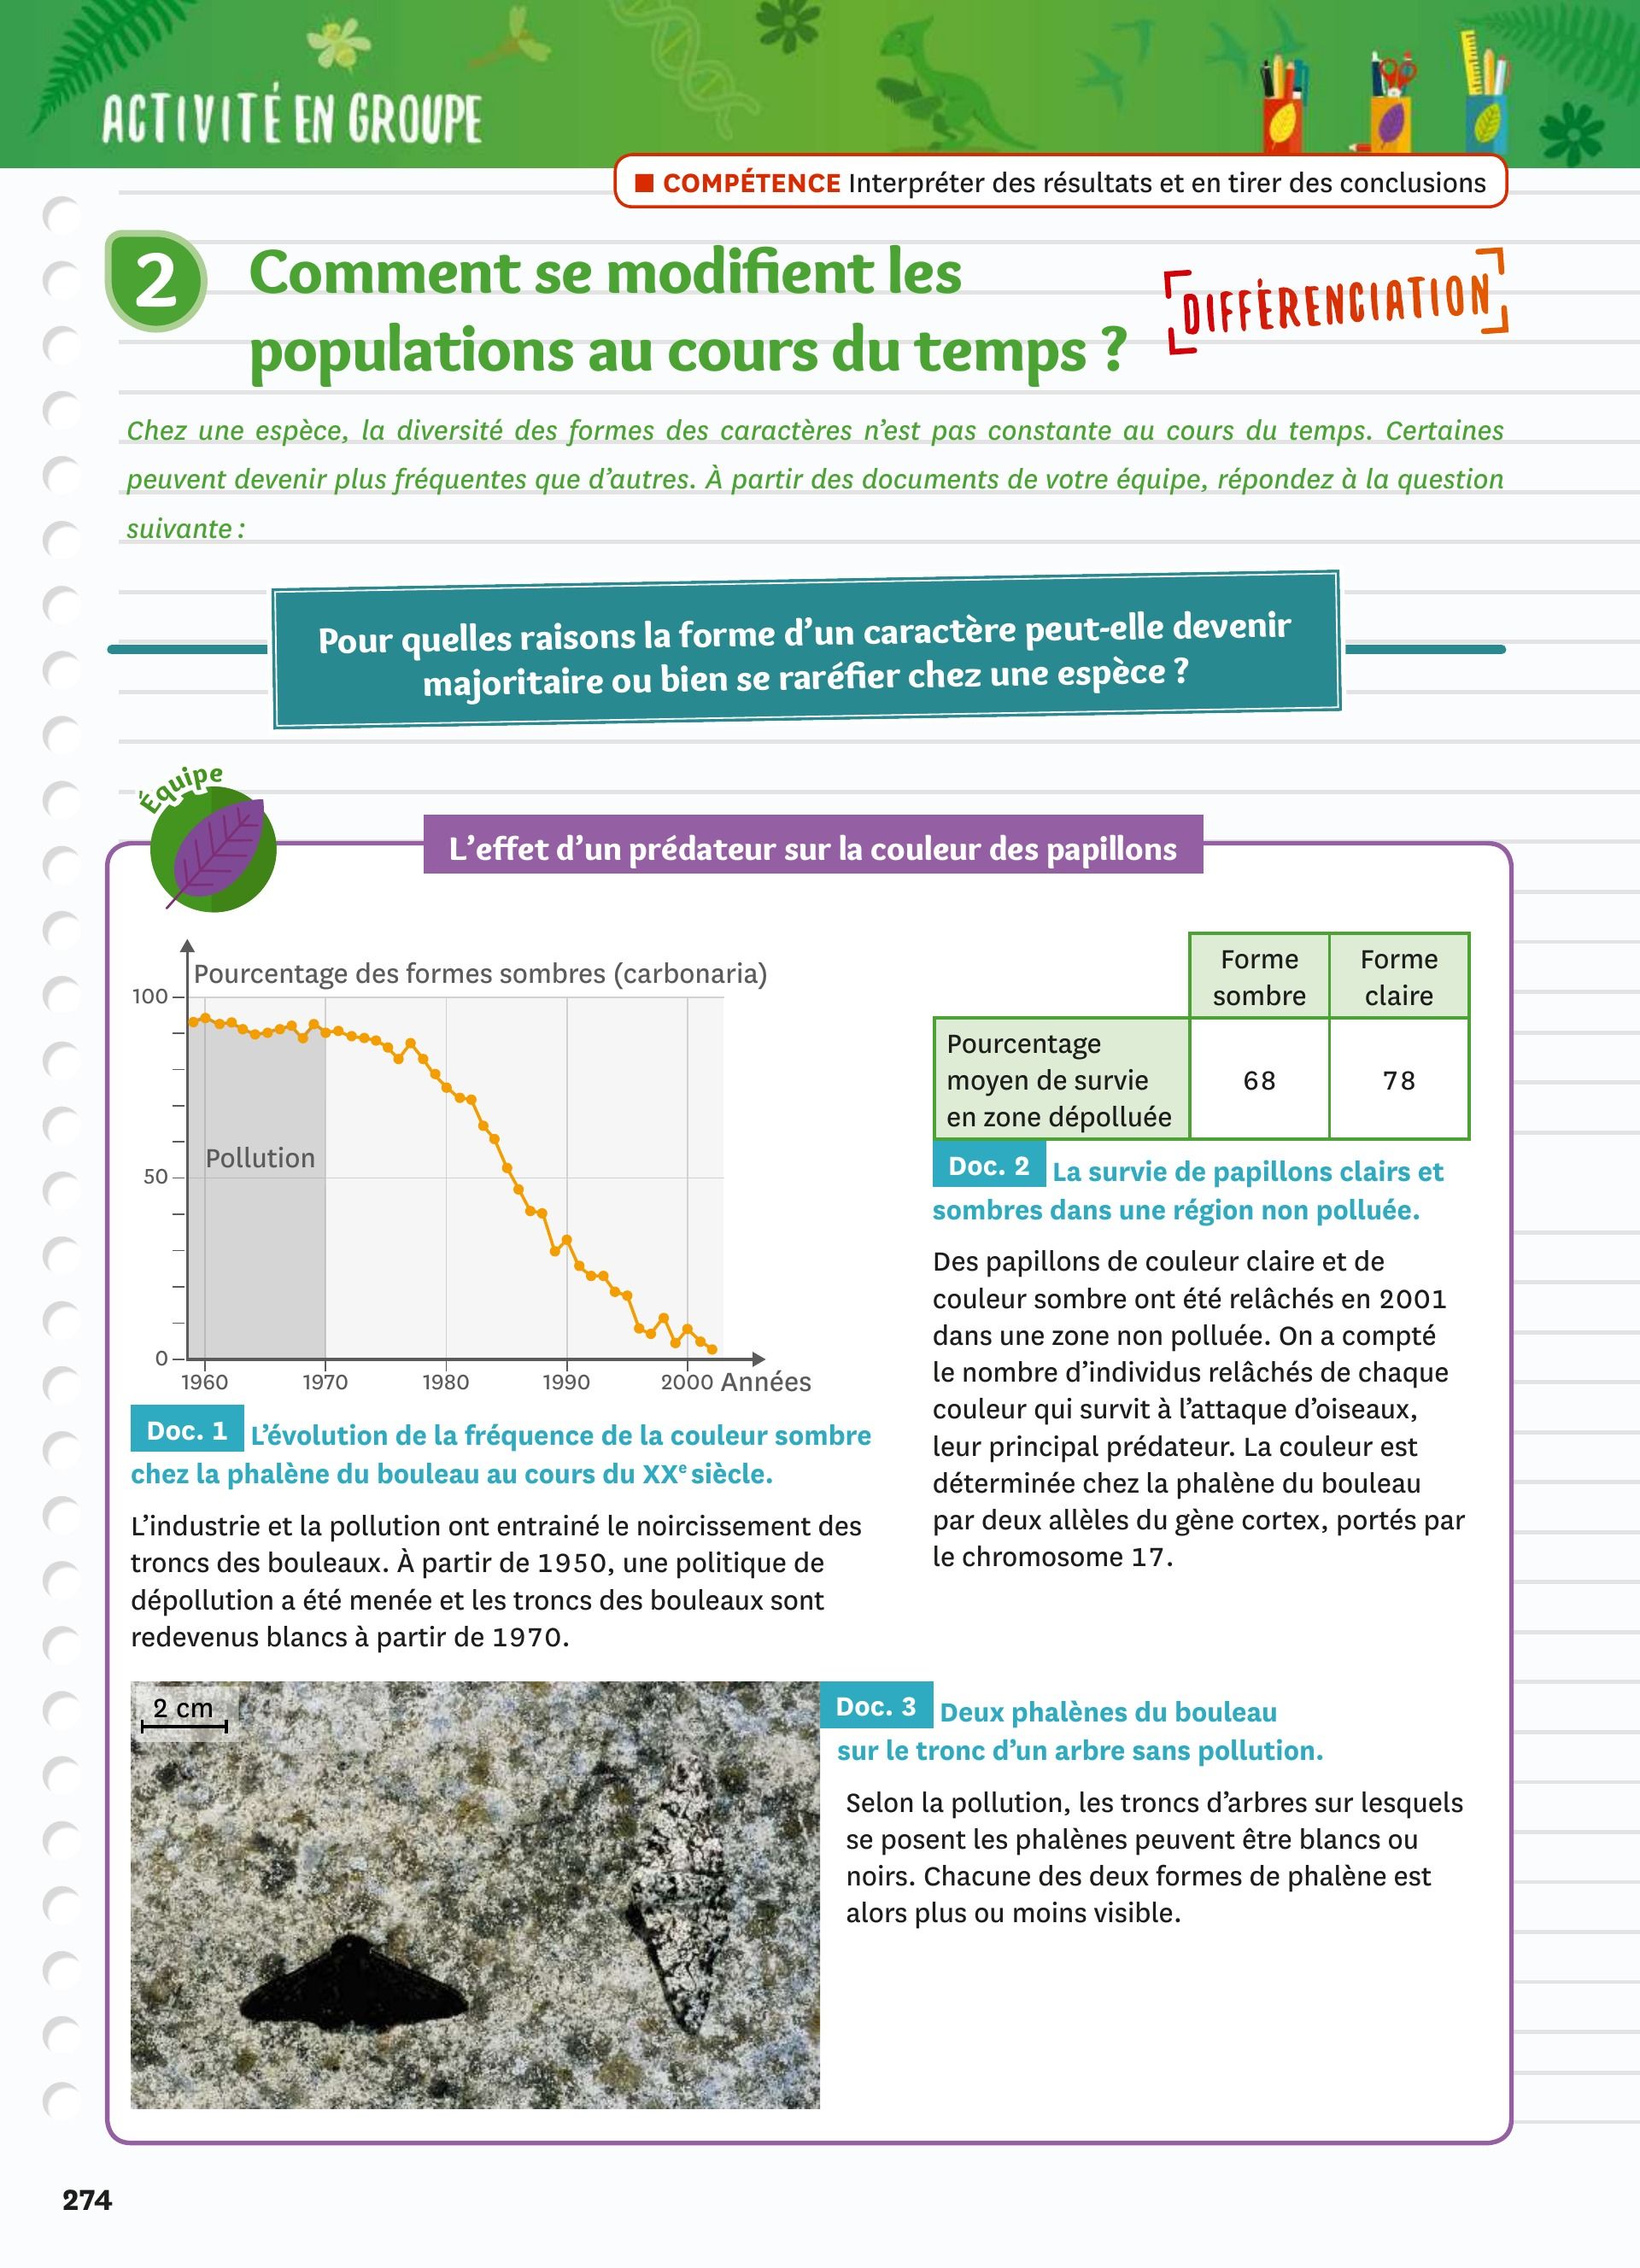 ACTIVITÉ EN GROUPE
■ COMPÉTENCE Interpréter des résultats et en tirer des conclusions
2
Comment se modifient les
populations au cours du temps ?
DIFFÉRENCIATION
Chez une espèce, la diversité des formes des caractères n’est pas constante au cours du temps. Certaines
peuvent devenir plus fréquentes que d’autres. À partir des documents de votre équipe, répondez à la question
suivante :
Pour quelles raisons la forme d’un caractère peut-elle devenir
majoritaire ou bien se raréfier chez une espèce ?
Équipe
L’effet d’un prédateur sur la couleur des papillons
Pourcentage des formes sombres (carbonaria)
100
Pollution
50
0
1960 1970 1980 1990 2000 Années
Doc. 1 L’évolution de la fréquence de la couleur sombre
chez la phalène du bouleau au cours du XXe siècle.
L’industrie et la pollution ont entrainé le noircissement des
troncs des bouleaux. À partir de 1950, une politique de
dépollution a été menée et les troncs des bouleaux sont
redevenus blancs à partir de 1970.
Forme
sombre
Forme
claire
Pourcentage
moyen de survie
en zone dépolluée
68
78
Doc. 2 La survie de papillons clairs et
sombres dans une région non polluée.
Des papillons de couleur claire et de
couleur sombre ont été relâchés en 2001
dans une zone non polluée. On a compté
le nombre d’individus relâchés de chaque
couleur qui survit à l’attaque d’oiseaux,
leur principal prédateur. La couleur est
déterminée chez la phalène du bouleau
par deux allèles du gène cortex, portés par
le chromosome 17.
2 cm
Doc. 3 Deux phalènes du bouleau
sur le tronc d’un arbre sans pollution.
Selon la pollution, les troncs d’arbres sur lesquels
se posent les phalènes peuvent être blancs ou
noirs. Chacune des deux formes de phalène est
alors plus ou moins visible.
274